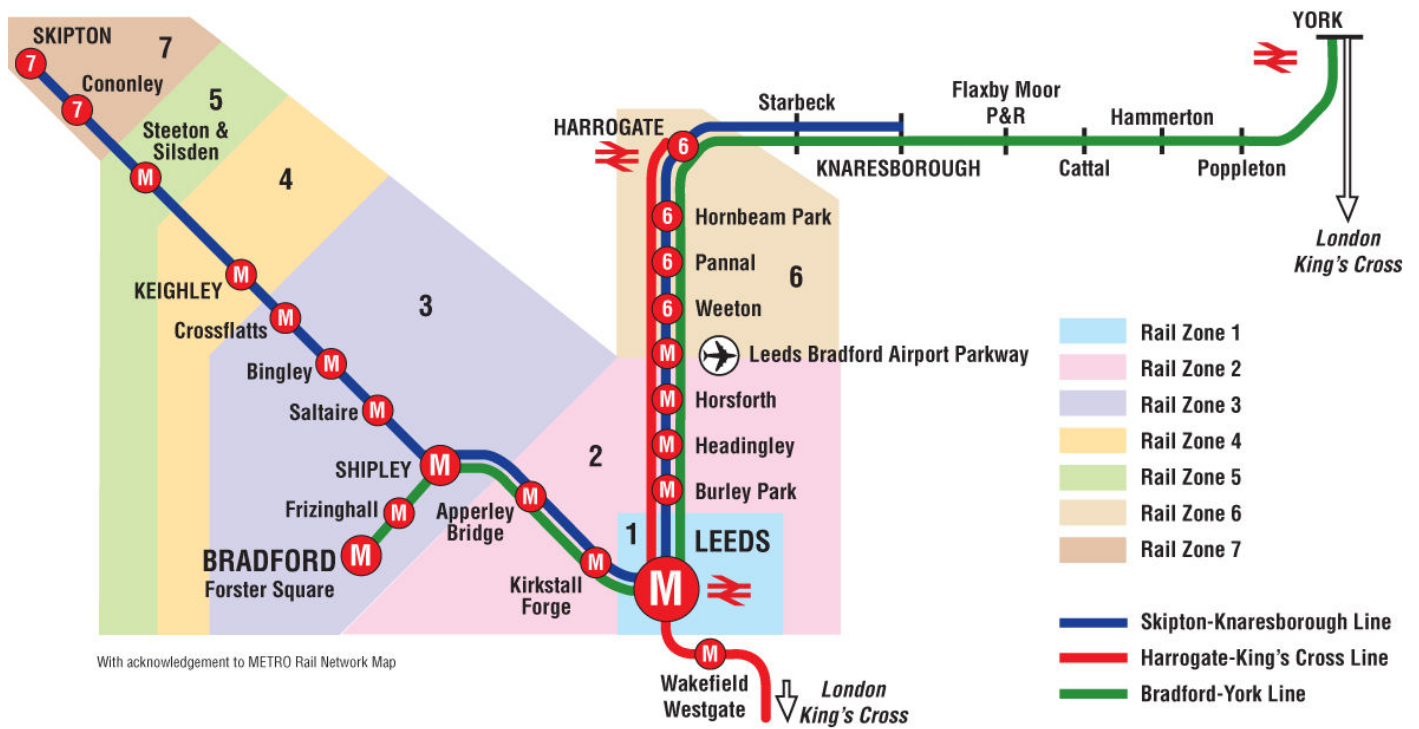 SKIPTON
7
7
Cononley
7
5
Steeton &
Silsden
M
4
KEIGHLEY
M
3
Crossflatts
M
Bingley
M
Saltaire
M
SHIPLEY
M
Frizinghall
M
BRADFORD
Forster Square
M
Apperley
Bridge
M
2
Kirkstall
Forge
M
1
LEEDS
M
Wakefield
Westgate
M
London
King's Cross
HARROGATE
6
Hornbeam Park
6
Pannal
6
Weeton
6
6
Leeds Bradford Airport Parkway
M
Horsforth
M
Headingley
M
Burley Park
M
Starbeck
KNARESBOROUGH
Flaxby Moor
P&R
Cattal
Hammerton
Poppleton
YORK
London
King's Cross
Rail Zone 1
Rail Zone 2
Rail Zone 3
Rail Zone 4
Rail Zone 5
Rail Zone 6
Rail Zone 7
Skipton-Knaresborough Line
Harrogate-King's Cross Line
Bradford-York Line
With acknowledgement to METRO Rail Network Map